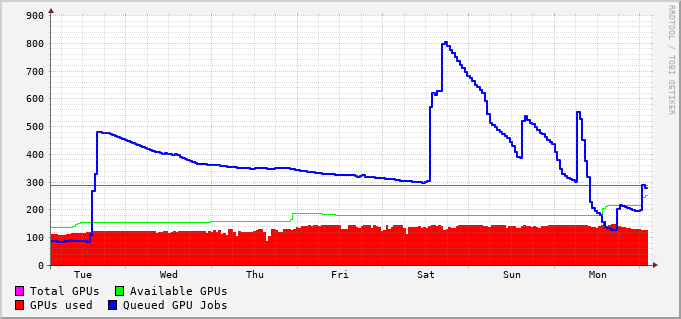 900
800
700
600
500
400
300
200
100
0
Tue Wed Thu Fri Sat Sun Mon
Total GPUs Available GPUs
GPUs used Queued GPU Jobs
RRDTOOL / TOBI OETIKER